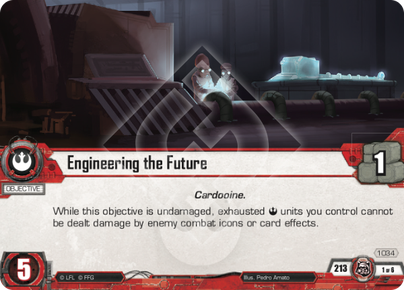 Engineering the Future
1
OBJECTIVE
Cardooine.
While this objective is undamaged, exhausted units you control cannot
be dealt damage by enemy combat icons or card effects.
1034
5
© LFL © FFG
Illus. Pedro Amato
213
1 of 6